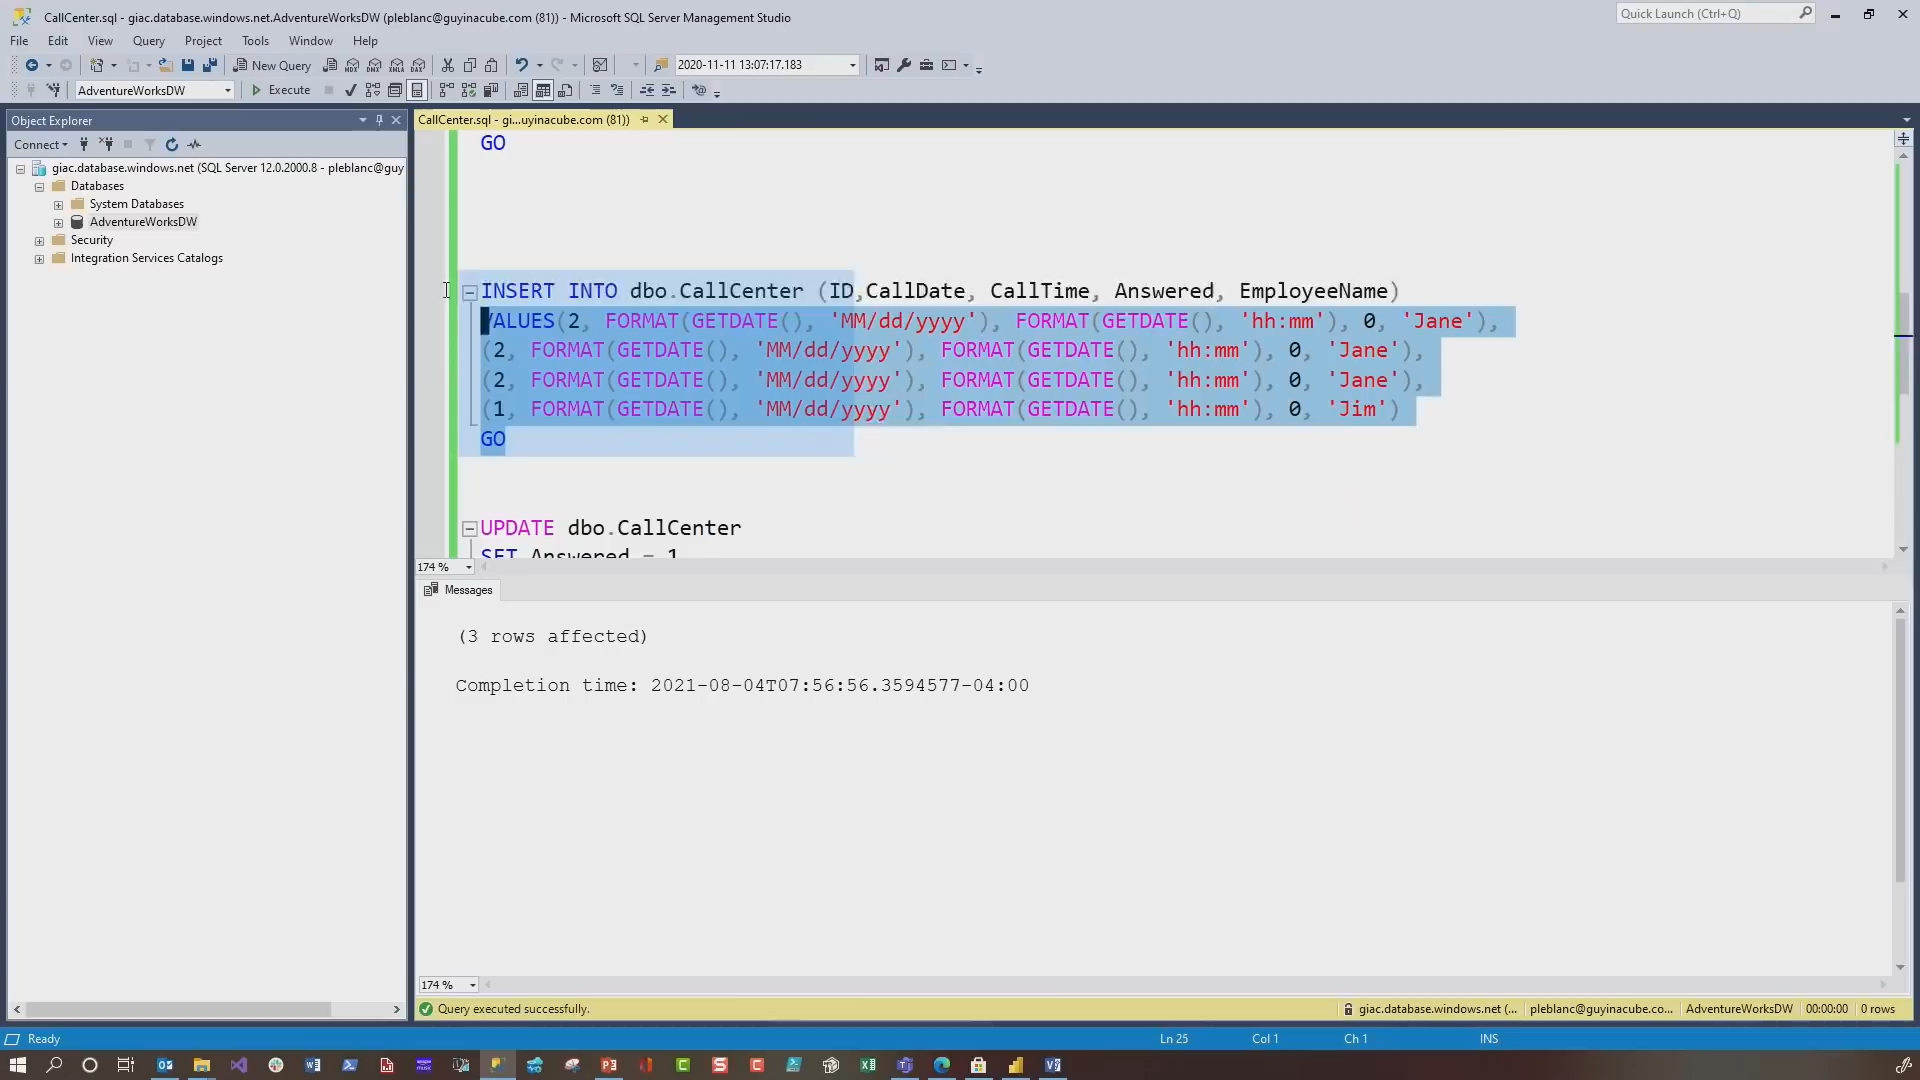 CallCenter.sql - giac.database.windows.net.AdventureWorksDW (pleblanc@guyinacube.com (81)) - Microsoft SQL Server Management Studio
Quick Launch (Ctrl+Q)
File Edit View Query Project Tools Window Help
New Query
2020-11-11 13:07:17.183
AdventureWorksDW
Execute
Object Explorer
CallCenter.sql - gi...uyinacube.com (81))
Connect
giac.database.windows.net (SQL Server 12.0.2000.8 - pleblanc@guy
Databases
System Databases
AdventureWorksDW
Security
Integration Services Catalogs
GO
INSERT INTO dbo.CallCenter (ID,CallDate, CallTime, Answered, EmployeeName)
VALUES(2, FORMAT(GETDATE(), 'MM/dd/yyyy'), FORMAT(GETDATE(), 'hh:mm'), 0, 'Jane'),
(2, FORMAT(GETDATE(), 'MM/dd/yyyy'), FORMAT(GETDATE(), 'hh:mm'), 0, 'Jane'),
(2, FORMAT(GETDATE(), 'MM/dd/yyyy'), FORMAT(GETDATE(), 'hh:mm'), 0, 'Jane'),
(1, FORMAT(GETDATE(), 'MM/dd/yyyy'), FORMAT(GETDATE(), 'hh:mm'), 0, 'Jim')
GO
UPDATE dbo.CallCenter
SET Answered = 1
174 %
Messages
(3 rows affected)
Completion time: 2021-08-04T07:56:56.3594577-04:00
174 %
Query executed successfully.
giac.database.windows.net (... pleblanc@guyinacube.co... AdventureWorksDW 00:00:00 0 rows
Ready
Ln 25 Col 1 Ch 1 INS